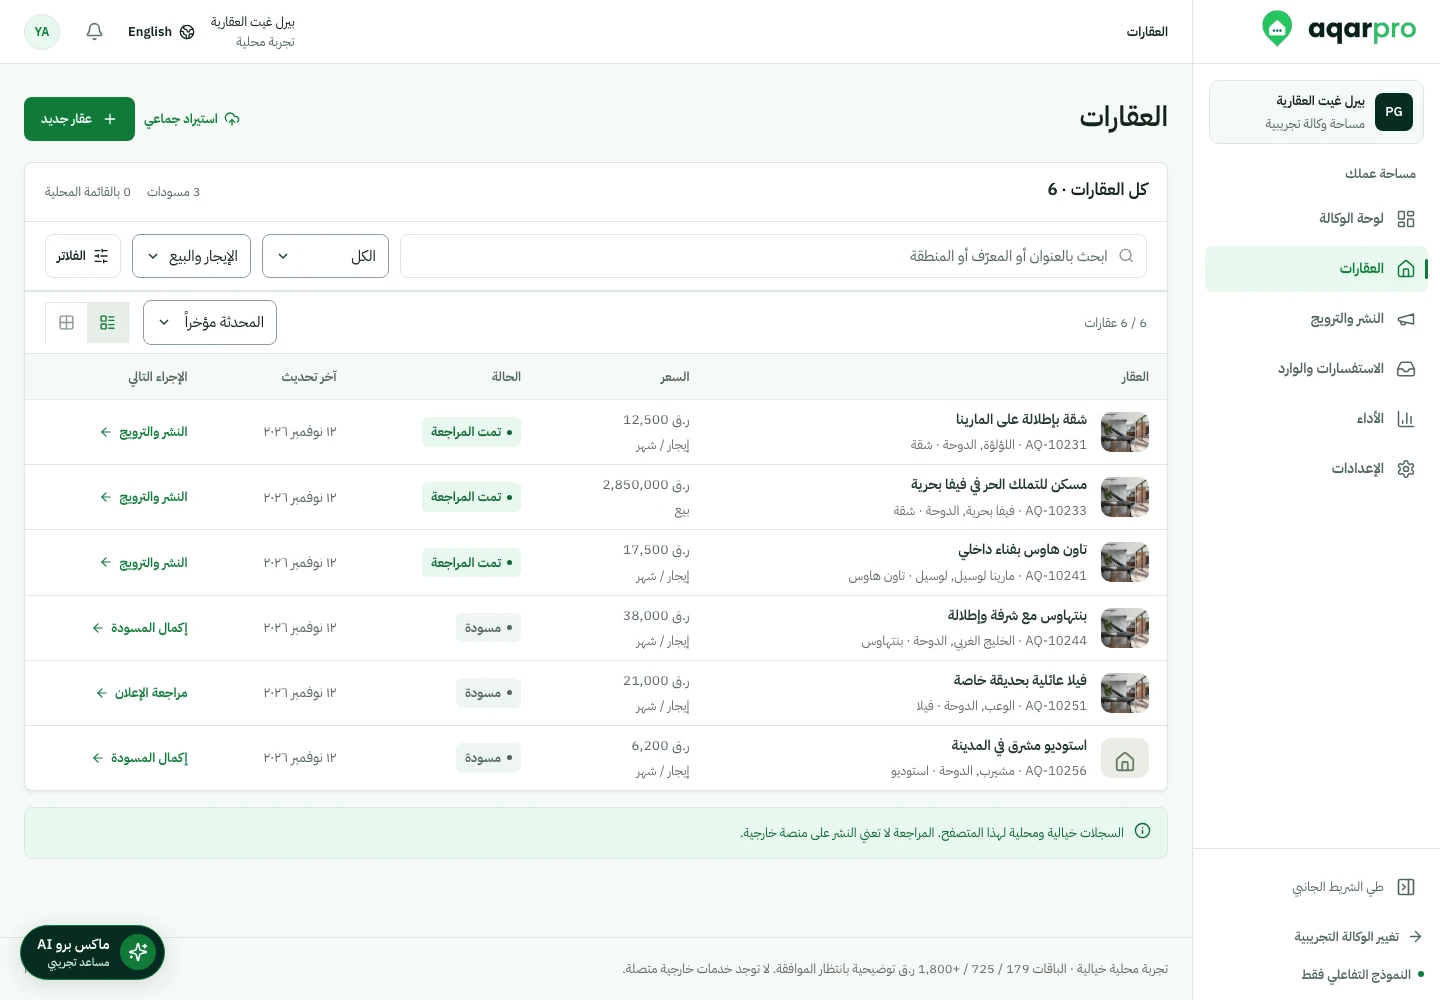 aqarpro
العقارات
بيرل غيت العقارية
تجربة محلية
English
YA
PG
بيرل غيت العقارية
مساحة وكالة تجريبية
مساحة عملك
لوحة الوكالة
العقارات
النشر والترويج
الاستفسارات والوارد
الأداء
الإعدادات
طي الشريط الجانبي
تغيير الوكالة التجريبية
النموذج التفاعلي فقط
العقارات
استيراد جماعي
عقار جديد
كل العقارات · 6
3 مسودات
0 بالقائمة المحلية
ابحث بالعنوان أو المعرّف أو المنطقة
الكل
الإيجار والبيع
الفلاتر
6 / 6 عقارات
المحدثة مؤخراً
العقار السعر الحالة آخر تحديث الإجراء التالي
شقة بإطلالة على المارينا
AQ-10231 · اللؤلؤة, الدوحة · شقة
ر.ق 12,500
إيجار / شهر
تمت المراجعة
١٢ نوفمبر ٢٠٢٦
النشر والترويج
مسكن للتملك الحر في فيفا بحرية
AQ-10233 · فيفا بحرية, الدوحة · شقة
ر.ق 2,850,000
بيع
تمت المراجعة
١٢ نوفمبر ٢٠٢٦
النشر والترويج
تاون هاوس بفناء داخلي
AQ-10241 · مارينا لوسيل, لوسيل · تاون هاوس
ر.ق 17,500
إيجار / شهر
تمت المراجعة
١٢ نوفمبر ٢٠٢٦
النشر والترويج
بنتهاوس مع شرفة وإطلالة
AQ-10244 · الخليج الغربي, الدوحة · بنتهاوس
ر.ق 38,000
إيجار / شهر
مسودة
١٢ نوفمبر ٢٠٢٦
إكمال المسودة
فيلا عائلية بحديقة خاصة
AQ-10251 · الوعب, الدوحة · فيلا
ر.ق 21,000
إيجار / شهر
مسودة
١٢ نوفمبر ٢٠٢٦
مراجعة الإعلان
استوديو مشرق في المدينة
AQ-10256 · مشيرب, الدوحة · استوديو
ر.ق 6,200
إيجار / شهر
مسودة
١٢ نوفمبر ٢٠٢٦
إكمال المسودة
السجلات خيالية ومحلية لهذا المتصفح. المراجعة لا تعني النشر على منصة خارجية.
تجربة محلية خيالية · الباقات 179 / 725 / +1,800 ر.ق توضيحية بانتظار الموافقة. لا توجد خدمات خارجية متصلة.
ماكس برو AI
مساعد تجريبي